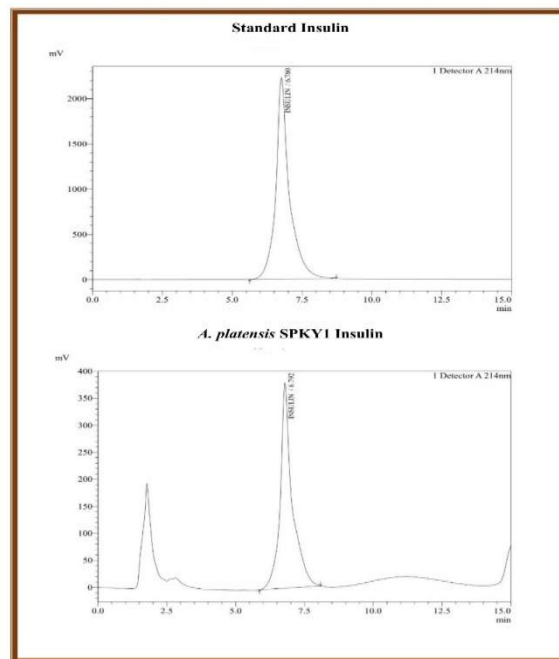 Standard Insulin
mV
1 Detector A 214nm
INSULIN / 6.780
2000
1500
1000
500
0
0.0 2.5 5.0 7.5 10.0 12.5 15.0
min
A. platensis SPKY1 Insulin
mV
400
1 Detector A 214nm
INSULIN / 6.792
350
300
250
200
150
100
50
0
0.0 2.5 5.0 7.5 10.0 12.5 15.0
min